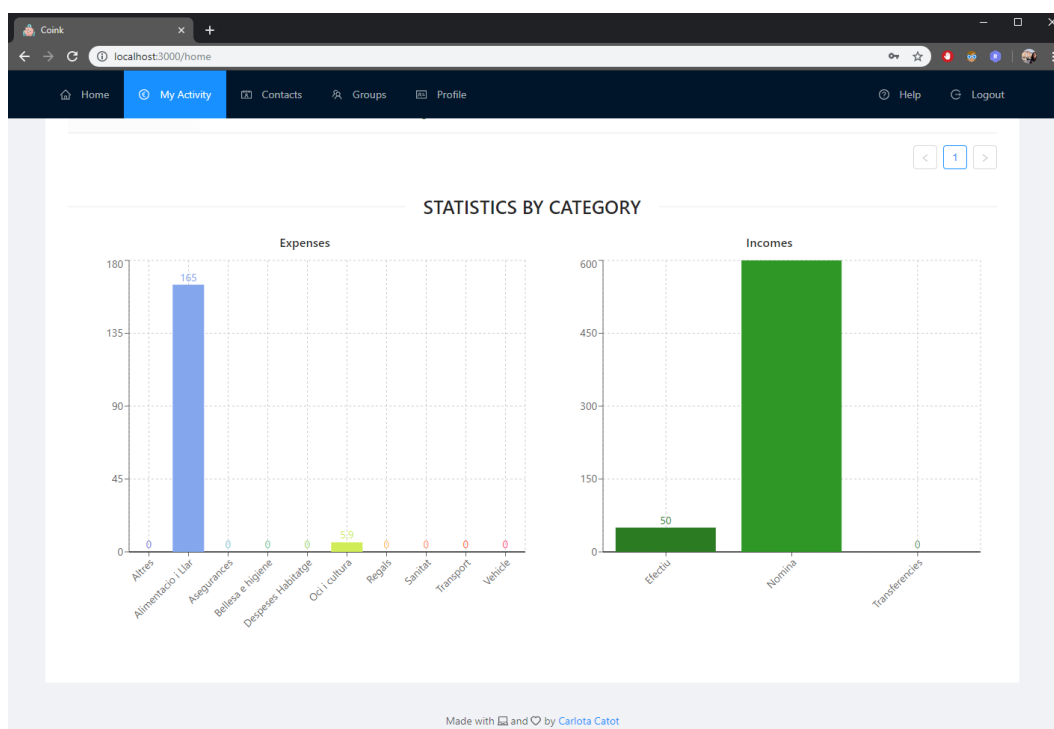 Coink
localhost:3000/home
Home My Activity Contacts Groups Profile Help Logout
1
STATISTICS BY CATEGORY
Expenses
180
135
90
45
0
0
165
0
0
0
5,9
0
0
0
0
Altres
Alimentacio i Llar
Asegurances
Bellesa e higiene
Despeses Habitatge
Oci i cultura
Regals
Sanitat
Transport
Vehicle
Incomes
600
450
300
150
0
50
0
Efectiu
Nomina
Transferencies
Made with and by Carlota Catot